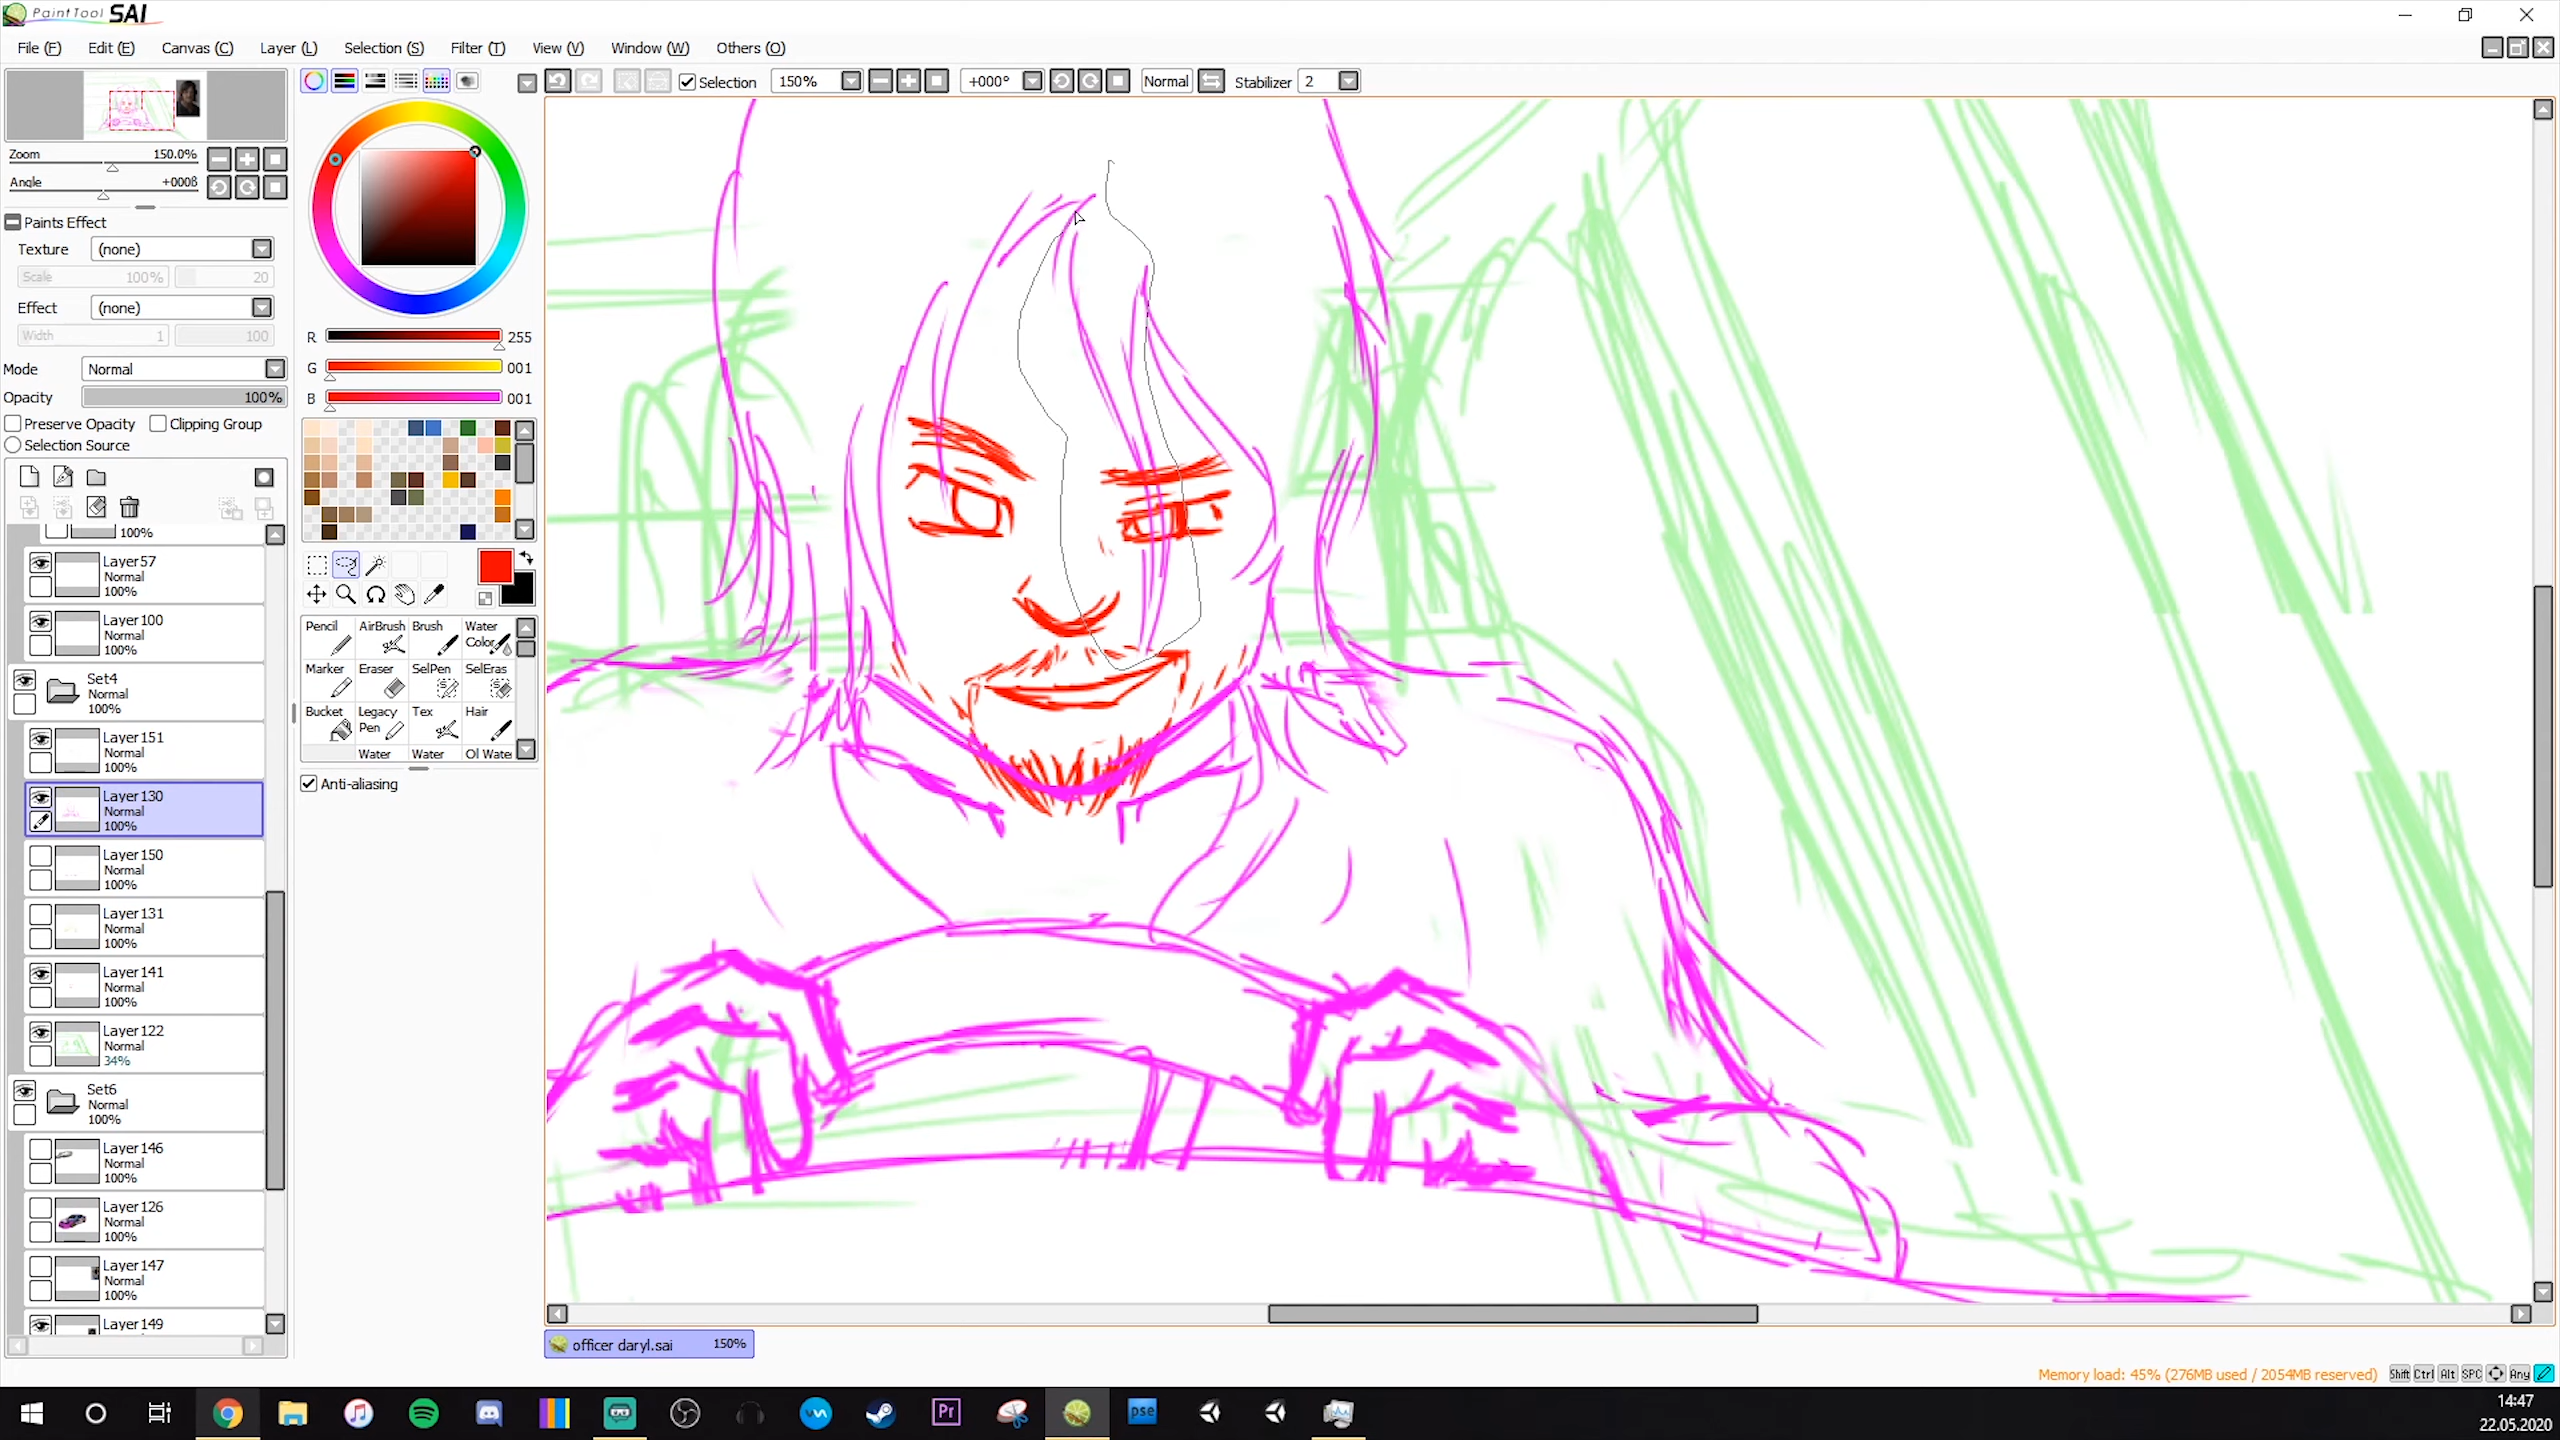 PaintTool SAI
File (F) Edit (E) Canvas (C) Layer (L) Selection (S) Filter (T) View (V) Window (W) Others (O)
Selection 150% +000° Normal Stabilizer 2
Zoom 150.0%
Angle +000ß
Paints Effect
Texture (none)
Scale 100% 20
Effect (none)
Width 1 100
Mode Normal
Opacity 100%
Preserve Opacity Clipping Group
Selection Source
100%
Layer57
Normal
100%
Layer100
Normal
100%
Set4
Normal
100%
Layer151
Normal
100%
Layer130
Normal
100%
Layer150
Normal
100%
Layer131
Normal
100%
Layer141
Normal
100%
Layer122
Normal
34%
Set6
Normal
100%
Layer146
Normal
100%
Layer126
Normal
100%
Layer147
Normal
100%
Layer149
R 255
G 001
B 001
Pencil AirBrush Brush Water
Color
Marker Eraser SelPen SelEras
Bucket Legacy Tex Hair
Pen
Water Water Ol Wate
Anti-aliasing
officer daryl.sai 150%
Memory load: 45% (276MB used / 2054MB reserved) Shift Ctrl Alt SPC Any
Pr pse
14:47
22.05.2020